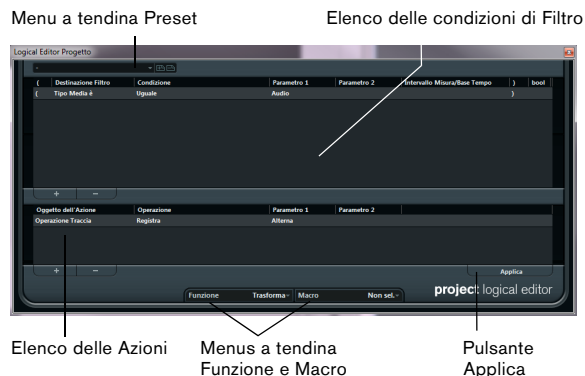 Menu a tendina Preset
Elenco delle condizioni di Filtro
Logical Editor Progetto
( Destinazione Filtro Condizione Parametro 1 Parametro 2 Intervallo Misura/Base Tempo ) bool
( Tipo Media è Uguale Audio )
+ −
Oggetto dell'Azione Operazione Parametro 1 Parametro 2
Operazione Traccia Registra Alterna
+ −
Applica
Funzione Trasforma Macro Non sel.
project logical editor
Elenco delle Azioni
Menus a tendina
Funzione e Macro
Pulsante
Applica